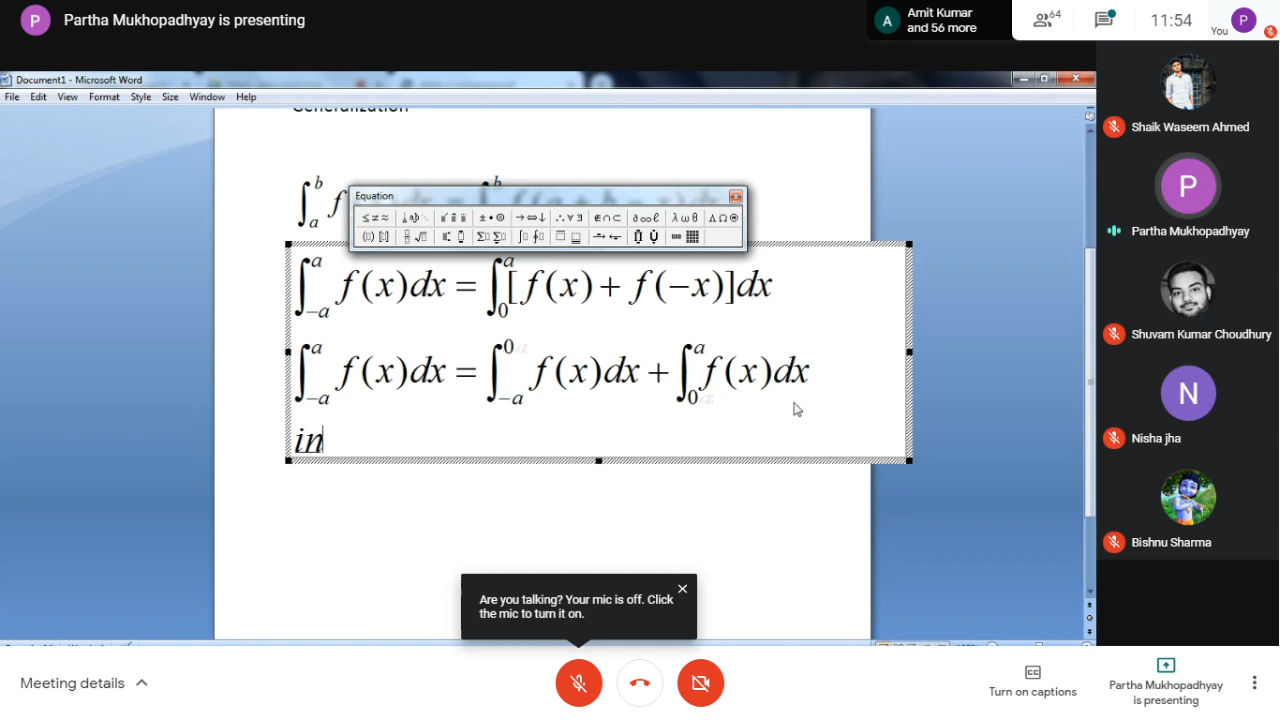 P Partha Mukhopadhyay is presenting
A Amit Kumar
and 56 more
64
11:54
You P
Document1 - Microsoft Word
File Edit View Format Style Size Window Help
Generalization
Equation
∫_{-a}^{a} f(x)dx = ∫_{0}^{a} [f(x) + f(−x)]dx
∫_{-a}^{a} f(x)dx = ∫_{-a}^{0} f(x)dx + ∫_{0}^{a} f(x)dx
in
Shaik Waseem Ahmed
P
Partha Mukhopadhyay
Shuvam Kumar Choudhury
N
Nisha jha
Bishnu Sharma
Are you talking? Your mic is off. Click
the mic to turn it on.
Meeting details
CC
Turn on captions
Partha Mukhopadhyay
is presenting